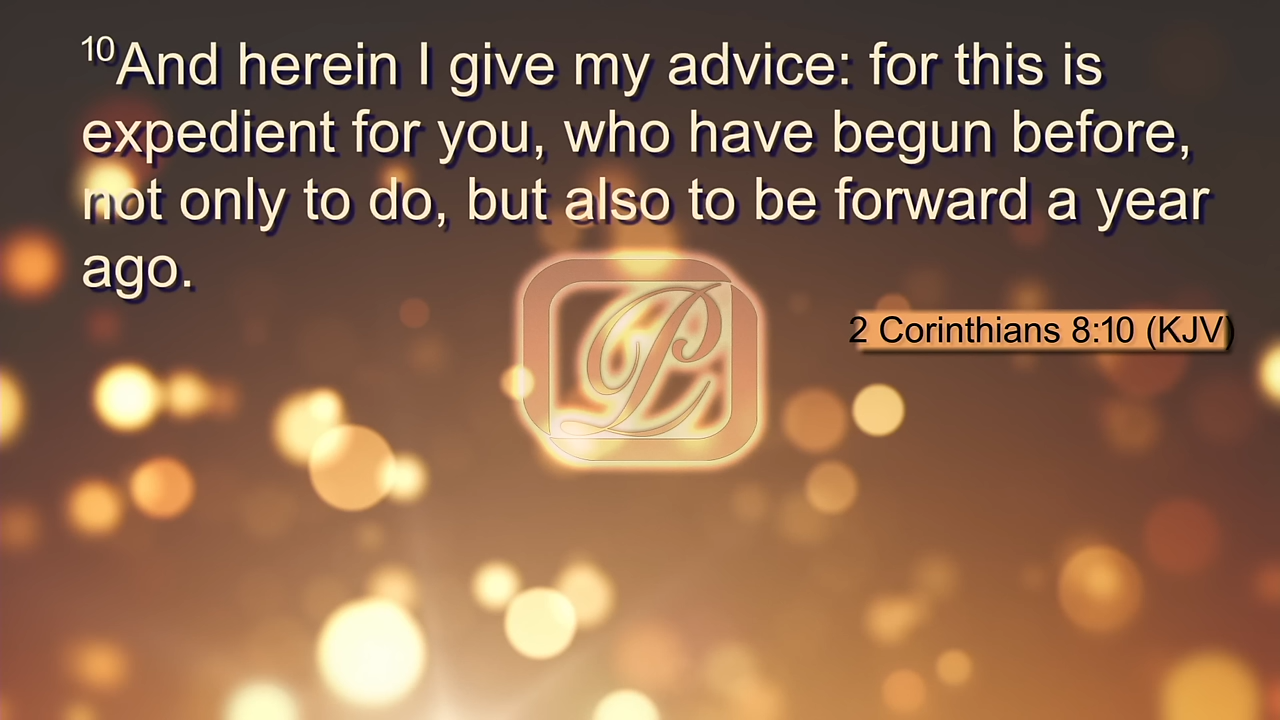 10And herein I give my advice: for this is
expedient for you, who have begun before,
not only to do, but also to be forward a year
ago.
2 Corinthians 8:10 (KJV)
PL